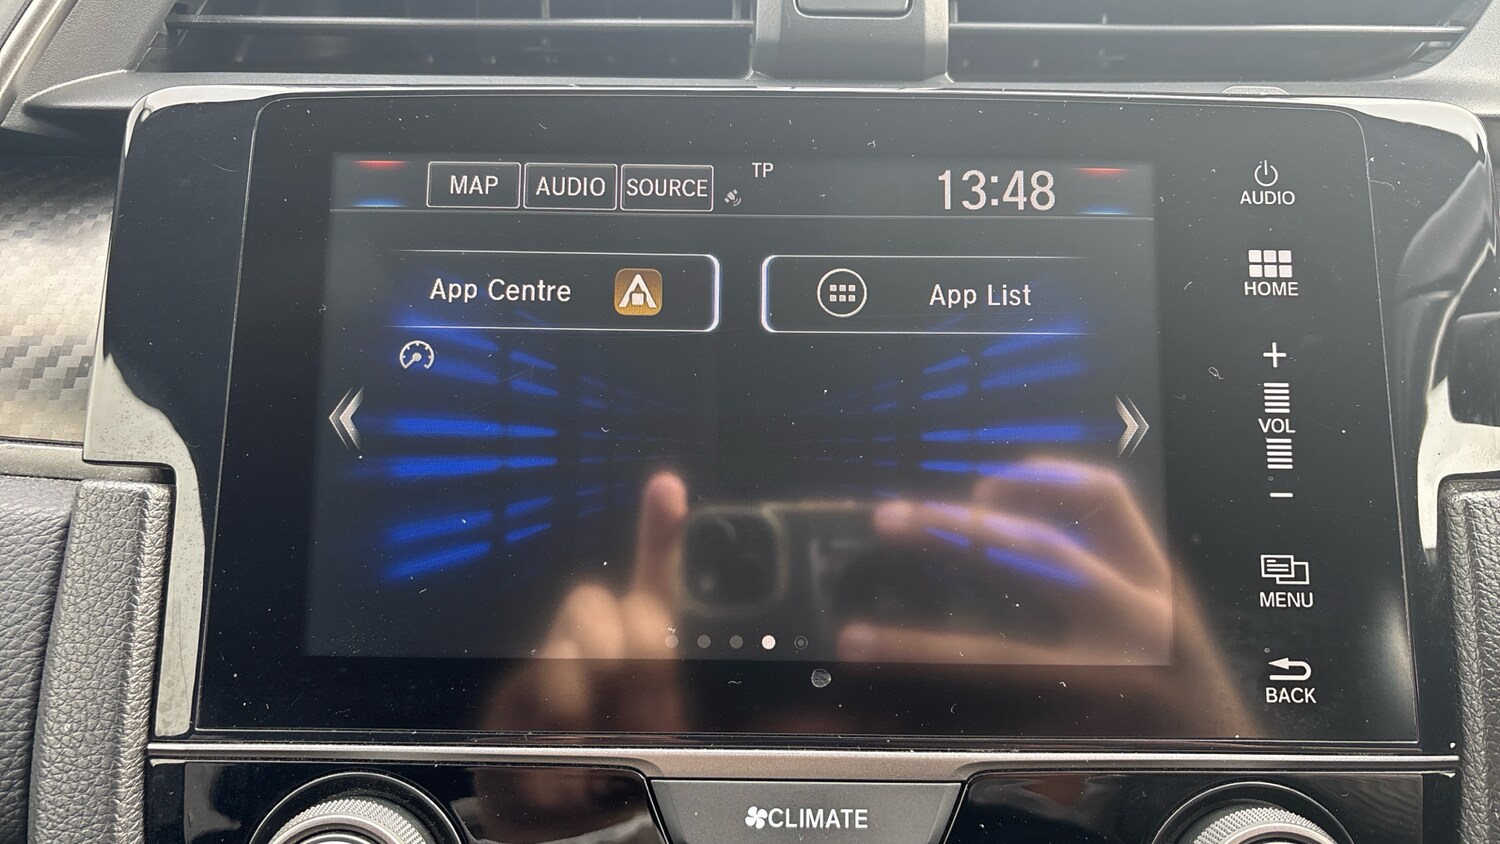 MAP AUDIO SOURCE TP 13:48
App Centre
App List
AUDIO
HOME
+
VOL
−
MENU
BACK
CLIMATE